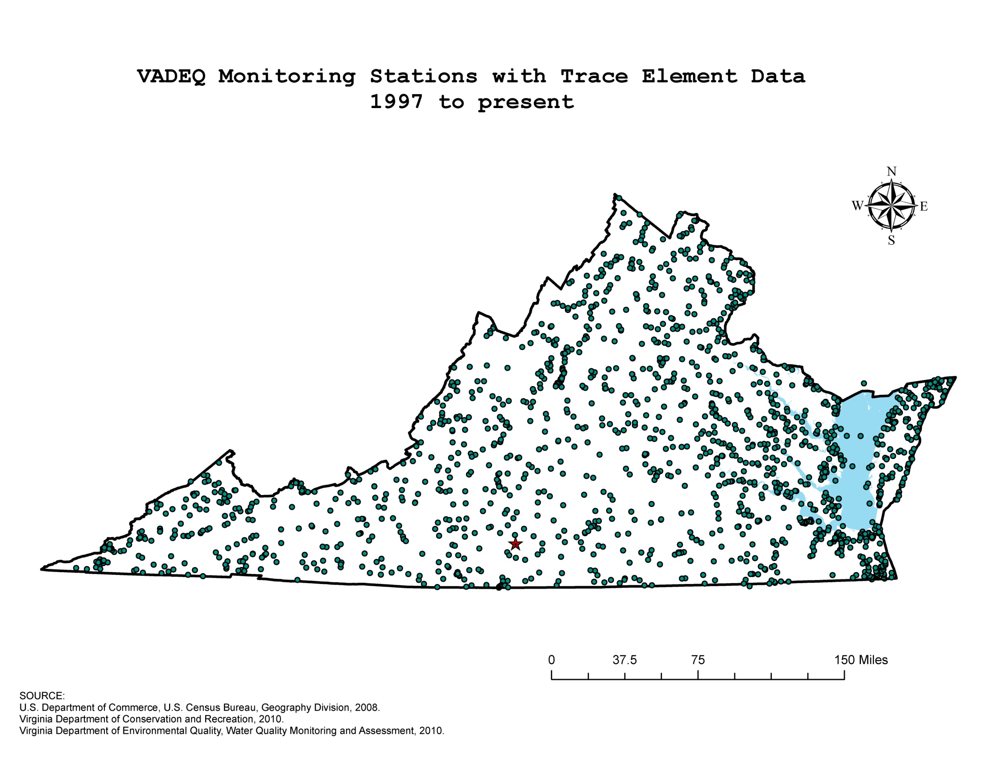 VADEQ Monitoring Stations with Trace Element Data
1997 to present
N
W E
S
0 37.5 75 150 Miles
SOURCE:
U.S. Department of Commerce, U.S. Census Bureau, Geography Division, 2008.
Virginia Department of Conservation and Recreation, 2010.
Virginia Department of Environmental Quality, Water Quality Monitoring and Assessment, 2010.